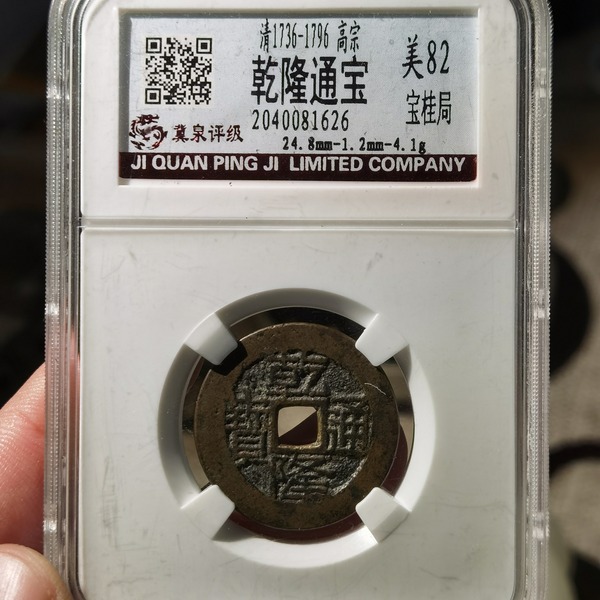 清1736-1796 高宗
乾隆通宝
美82
宝桂局
2040081626
冀泉评级
24.8mm-1.2mm-4.1g
JI QUAN PING JI LIMITED COMPANY
乾
寶 通
隆